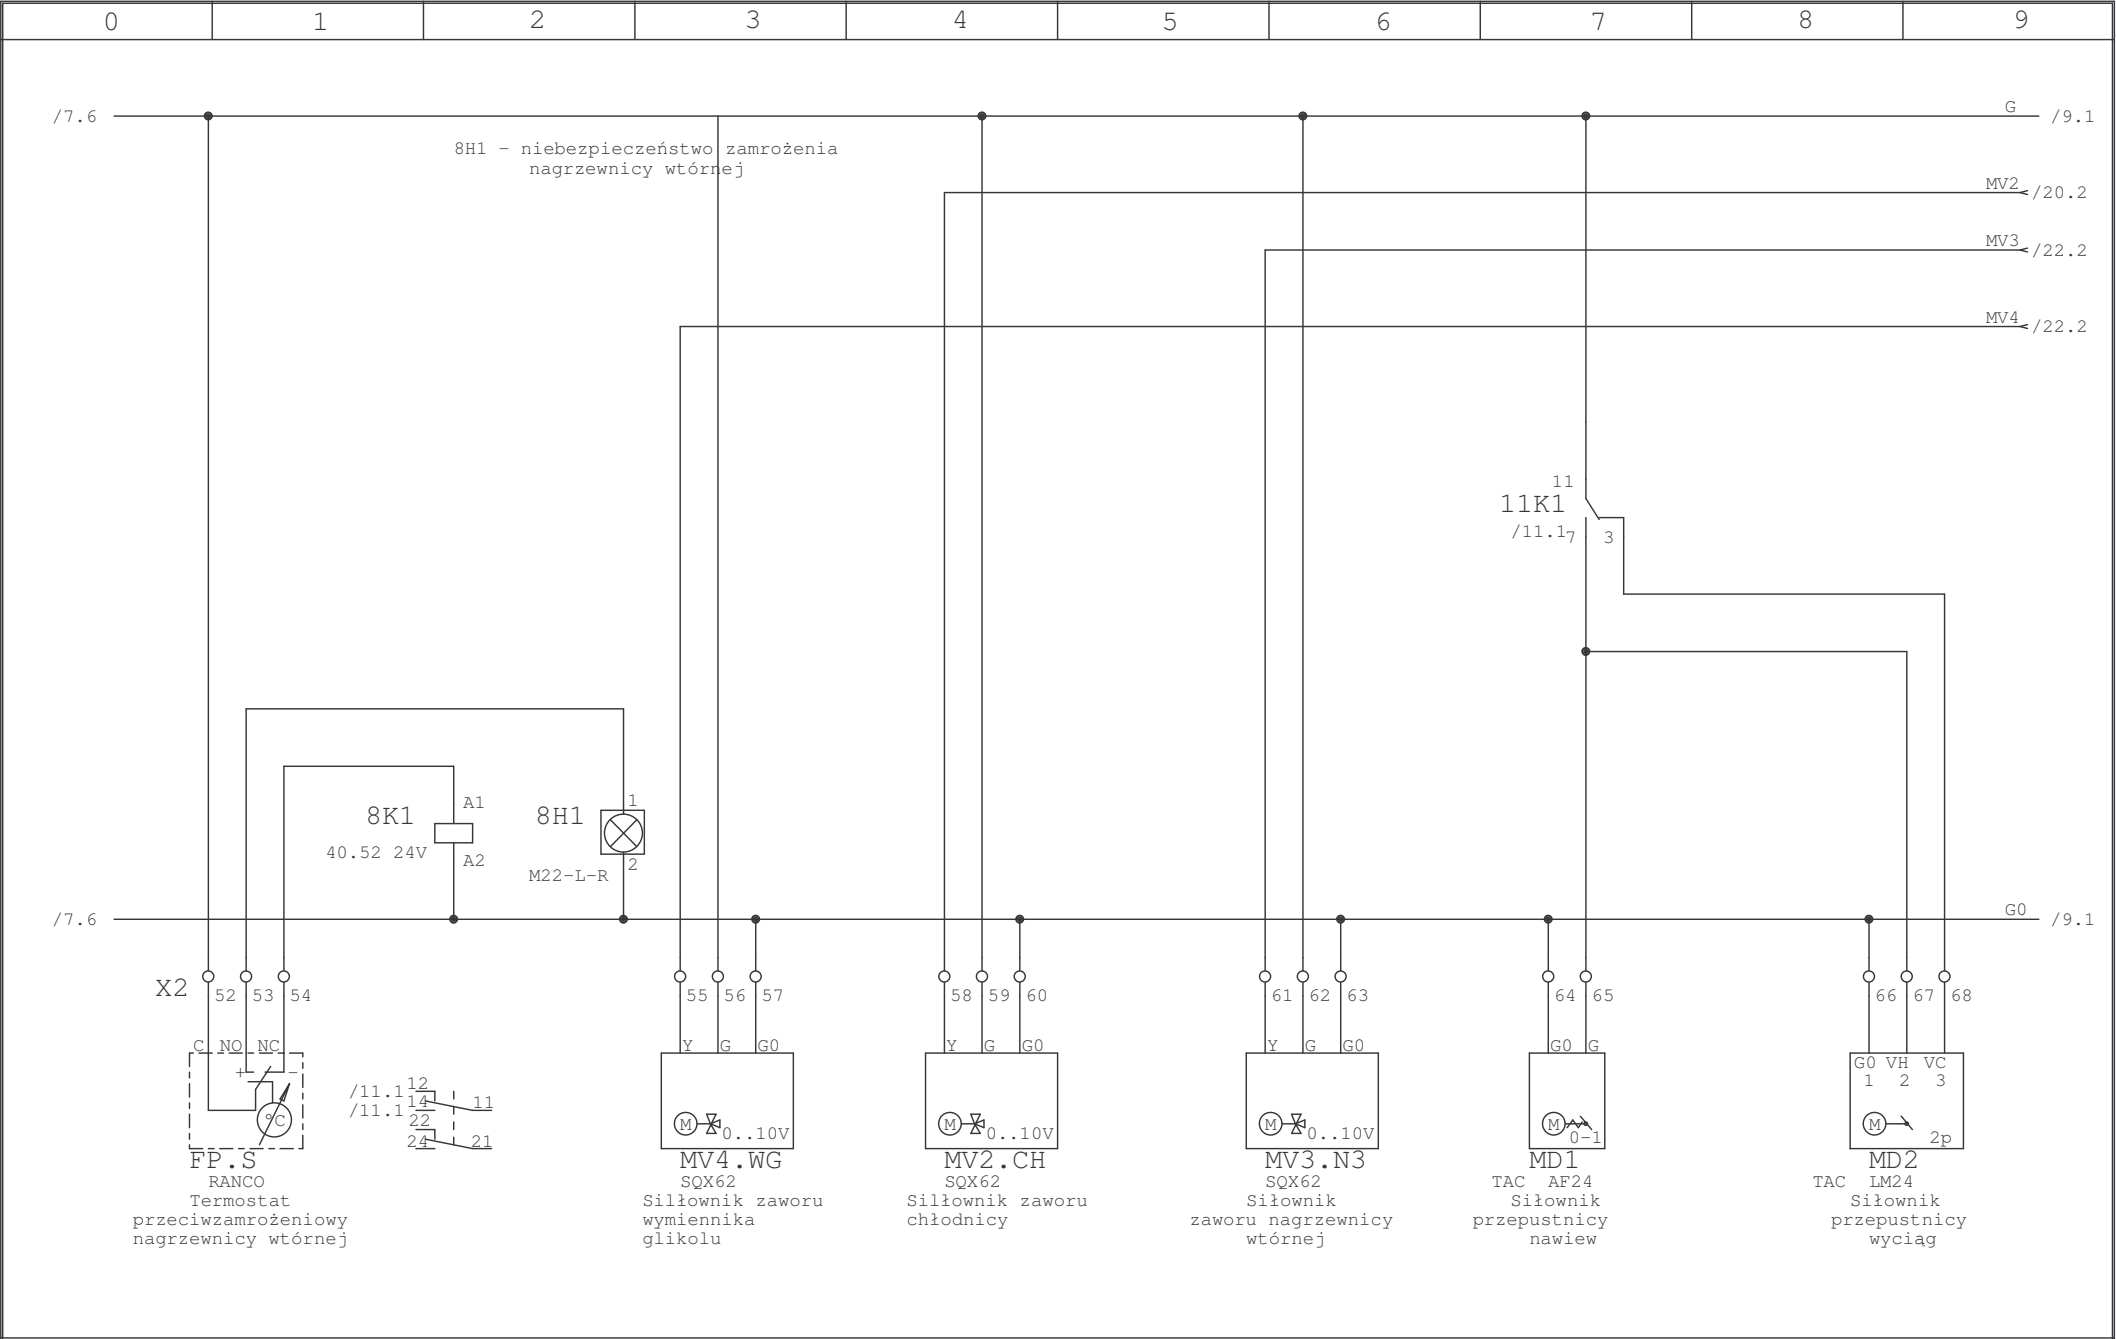 0 1 2 3 4 5 6 7 8 9
/7.6 G /9.1
8H1 - niebezpieczeństwo zamrożenia
nagrzewnicy wtórnej
MV2 /20.2
MV3 /22.2
MV4 /22.2
11
11K1
/11.1 7 3
8K1 A1
40.52 24V A2
8H1 1
M22-L-R 2
/7.6 G0 /9.1
X2 52 53 54 55 56 57 58 59 60 61 62 63 64 65 66 67 68
C NO NC
+ -
°C
FP.S
RANCO
Termostat
przeciwzamrożeniowy
nagrzewnicy wtórnej
/11.1 12
/11.1 14 11
22
24 21
Y G G0
M 0..10V
MV4.WG
SQX62
Silłownik zaworu
wymiennika
glikolu
Y G G0
M 0..10V
MV2.CH
SQX62
Silłownik zaworu
chłodnicy
Y G G0
M 0..10V
MV3.N3
SQX62
Siłownik
zaworu nagrzewnicy
wtórnej
G0 G
M 0-1
MD1
TAC AF24
Siłownik
przepustnicy
nawiew
G0 VH VC
1 2 3
M 2p
MD2
TAC LM24
Siłownik
przepustnicy
wyciąg